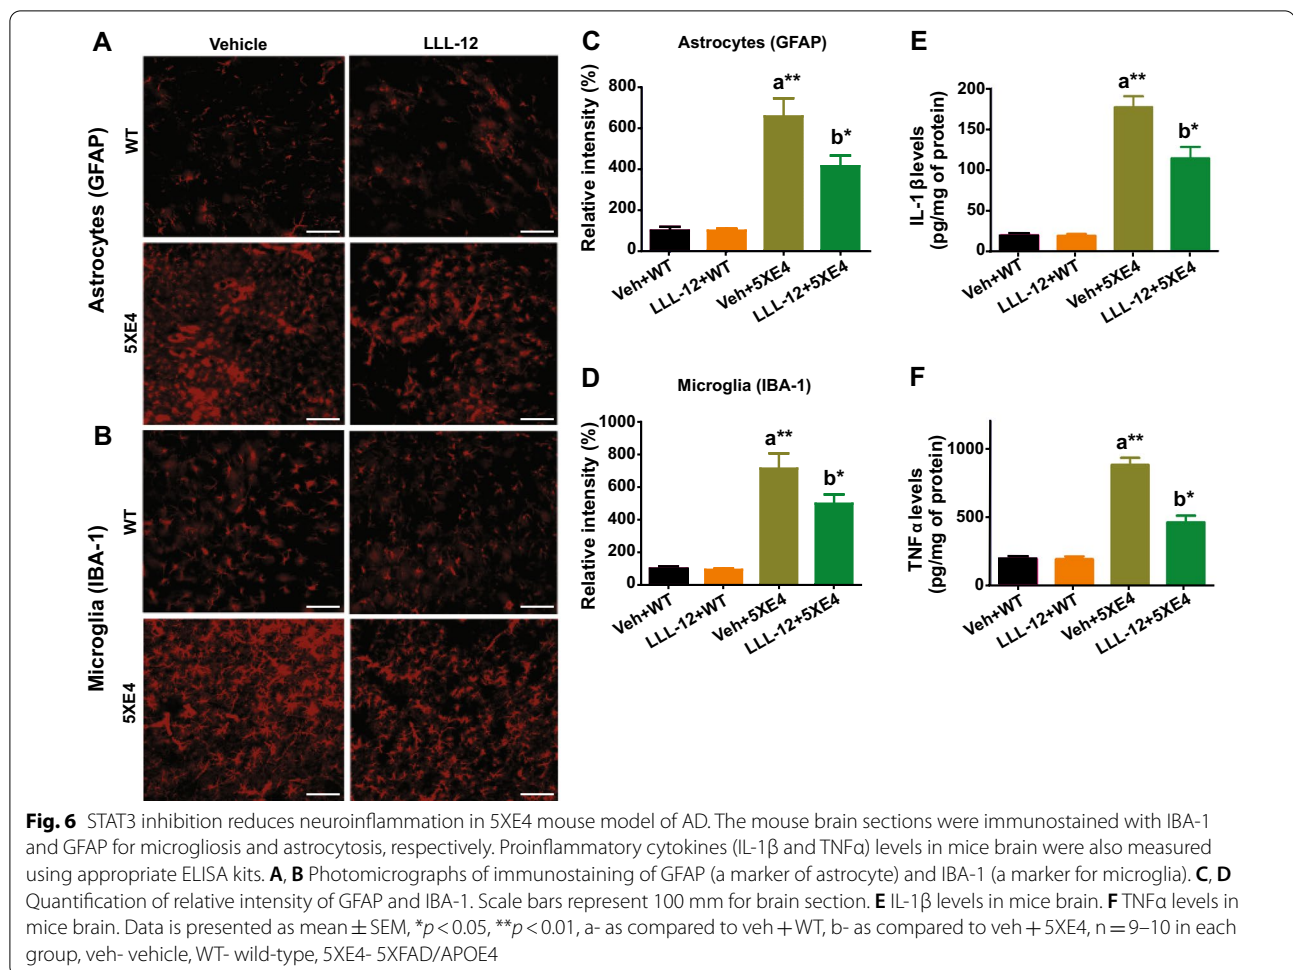 A
Vehicle
LLL-12
Astrocytes (GFAP)
WT
5XE4
B
Microglia (IBA-1)
WT
5XE4
C
Astrocytes (GFAP)
Relative intensity (%)
800
600
400
200
0
a**
b*
Veh+WT
LLL-12+WT
Veh+5XE4
LLL-12+5XE4
D
Microglia (IBA-1)
Relative intensity (%)
1000
800
600
400
200
0
a**
b*
Veh+WT
LLL-12+WT
Veh+5XE4
LLL-12+5XE4
E
IL-1 β levels
(pg/mg of protein)
200
150
100
50
0
a**
b*
Veh+WT
LLL-12+WT
Veh+5XE4
LLL-12+5XE4
F
TNF α levels
(pg/mg of protein)
1000
500
0
a**
b*
Veh+WT
LLL-12+WT
Veh+5XE4
LLL-12+5XE4
Fig. 6 STAT3 inhibition reduces neuroinflammation in 5XE4 mouse model of AD. The mouse brain sections were immunostained with IBA-1
and GFAP for microgliosis and astrocytosis, respectively. Proinflammatory cytokines (IL-1β and TNFα) levels in mice brain were also measured
using appropriate ELISA kits. A, B Photomicrographs of immunostaining of GFAP (a marker of astrocyte) and IBA-1 (a marker for microglia). C, D
Quantification of relative intensity of GFAP and IBA-1. Scale bars represent 100 mm for brain section. E IL-1β levels in mice brain. F TNFα levels in
mice brain. Data is presented as mean ± SEM, *p < 0.05, **p < 0.01, a- as compared to veh + WT, b- as compared to veh + 5XE4, n = 9–10 in each
group, veh- vehicle, WT- wild-type, 5XE4- 5XFAD/APOE4